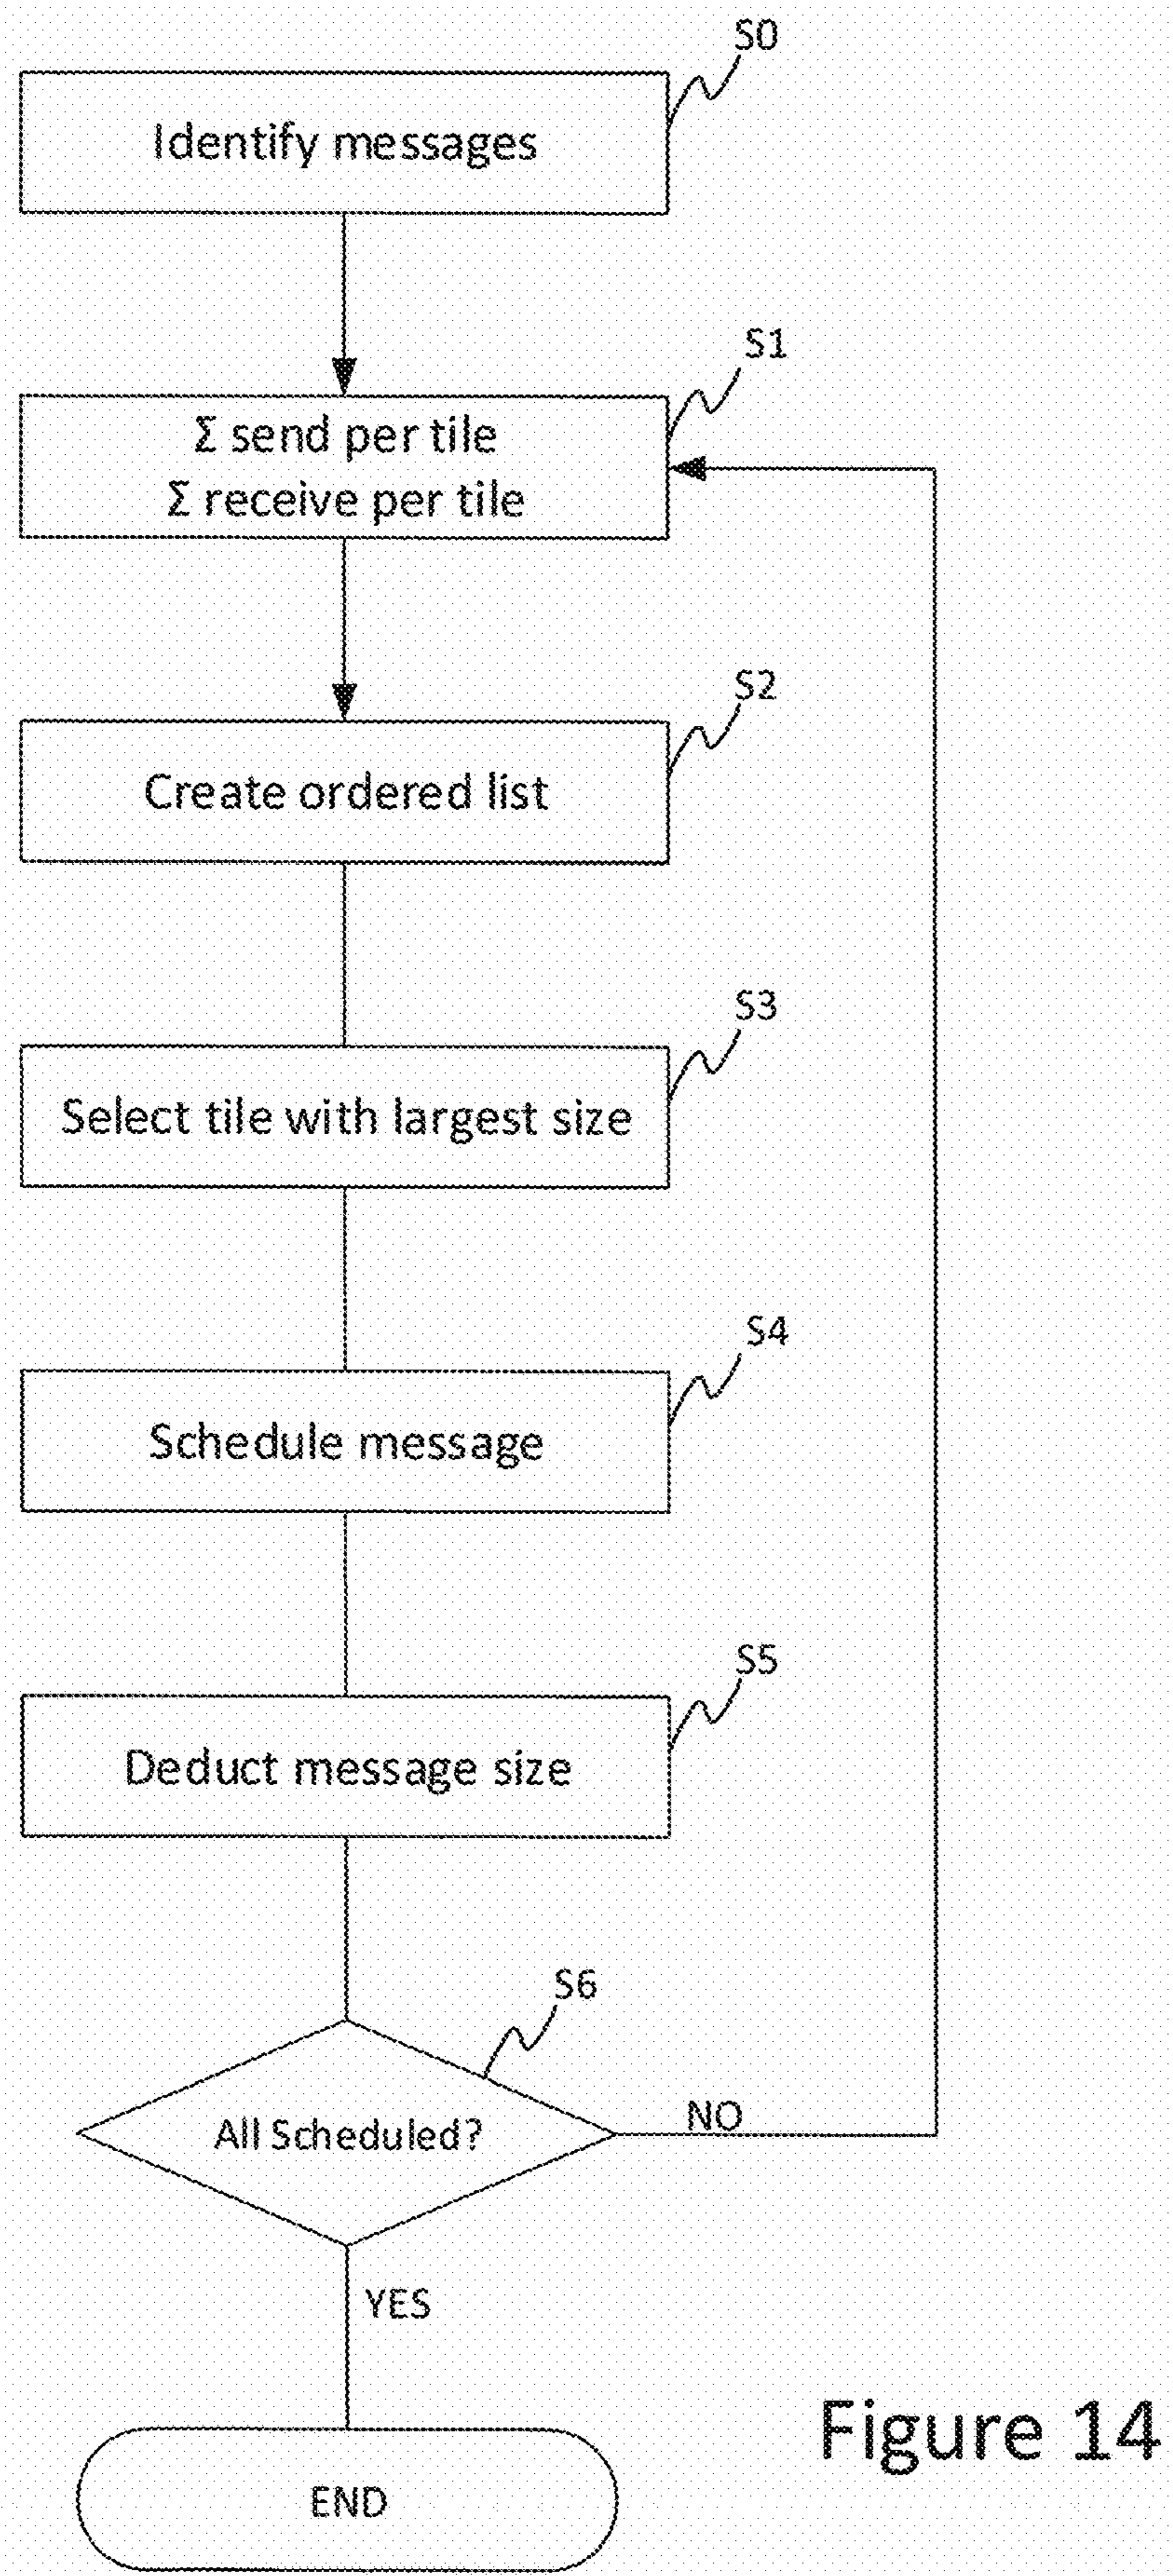 S0
Identify messages
S1
Σ send per tile
Σ receive per tile
S2
Create ordered list
S3
Select tile with largest size
S4
Schedule message
S5
Deduct message size
S6
All Scheduled?
NO
YES
END
Figure 14